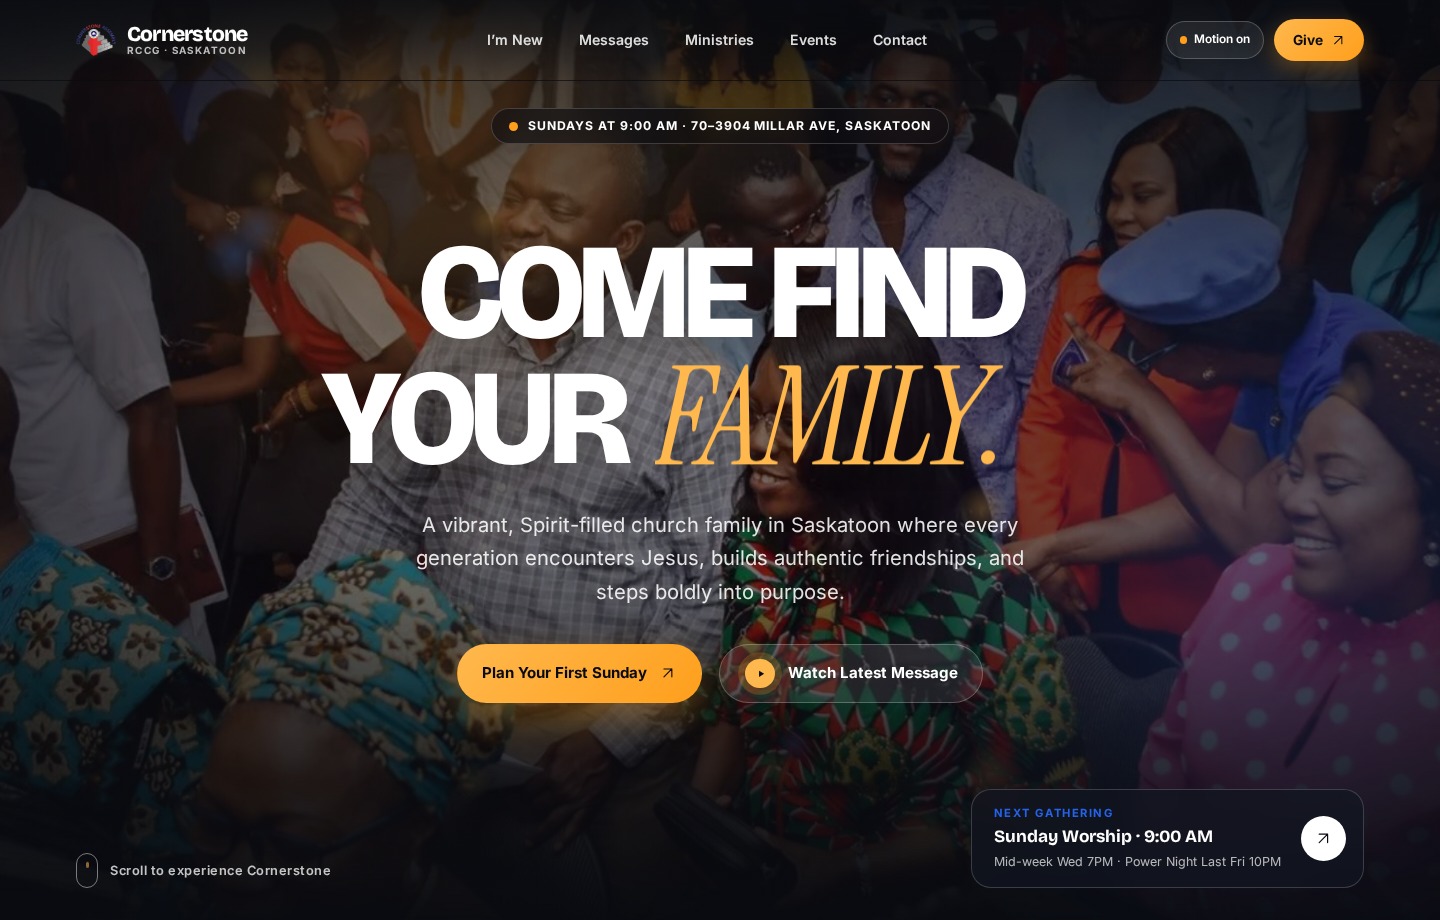 Cornerstone
RCCG · SASKATOON
I'm New
Messages
Ministries
Events
Contact
Motion on
Give
SUNDAYS AT 9:00 AM · 70–3904 MILLAR AVE, SASKATOON
COME FIND
YOUR FAMILY.
A vibrant, Spirit-filled church family in Saskatoon where every
generation encounters Jesus, builds authentic friendships, and
steps boldly into purpose.
Plan Your First Sunday
Watch Latest Message
NEXT GATHERING
Sunday Worship · 9:00 AM
Mid-week Wed 7PM · Power Night Last Fri 10PM
Scroll to experience Cornerstone